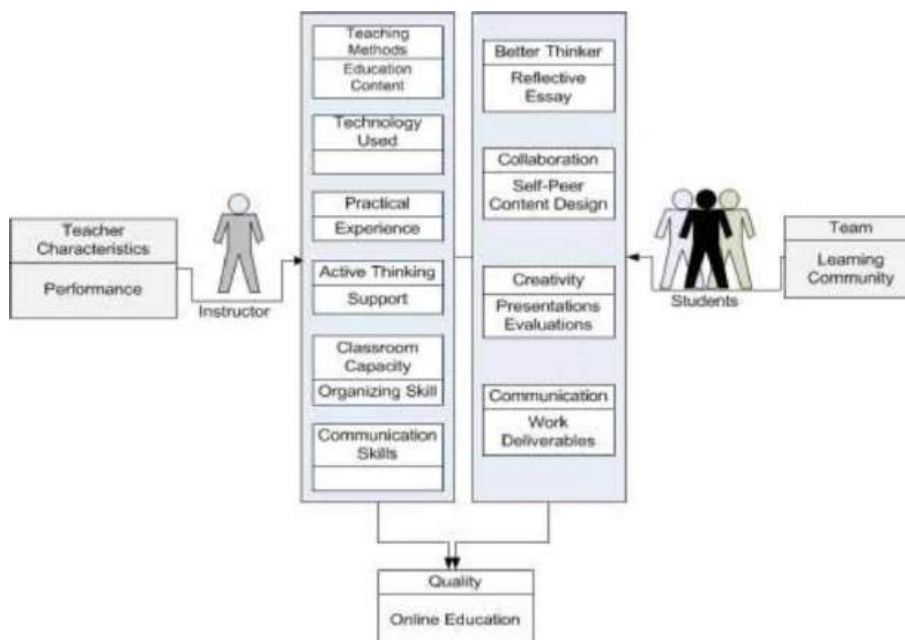 Teacher
Characteristics
Performance
Instructor
Teaching
Methods
Education
Content
Technology
Used
Practical
Experience
Active Thinking
Support
Classroom
Capacity
Organizing Skill
Communication
Skills
Better Thinker
Reflective
Essay
Collaboration
Self-Peer
Content Design
Creativity
Presentations
Evaluations
Communication
Work
Deliverables
Students
Team
Learning
Community
Quality
Online Education